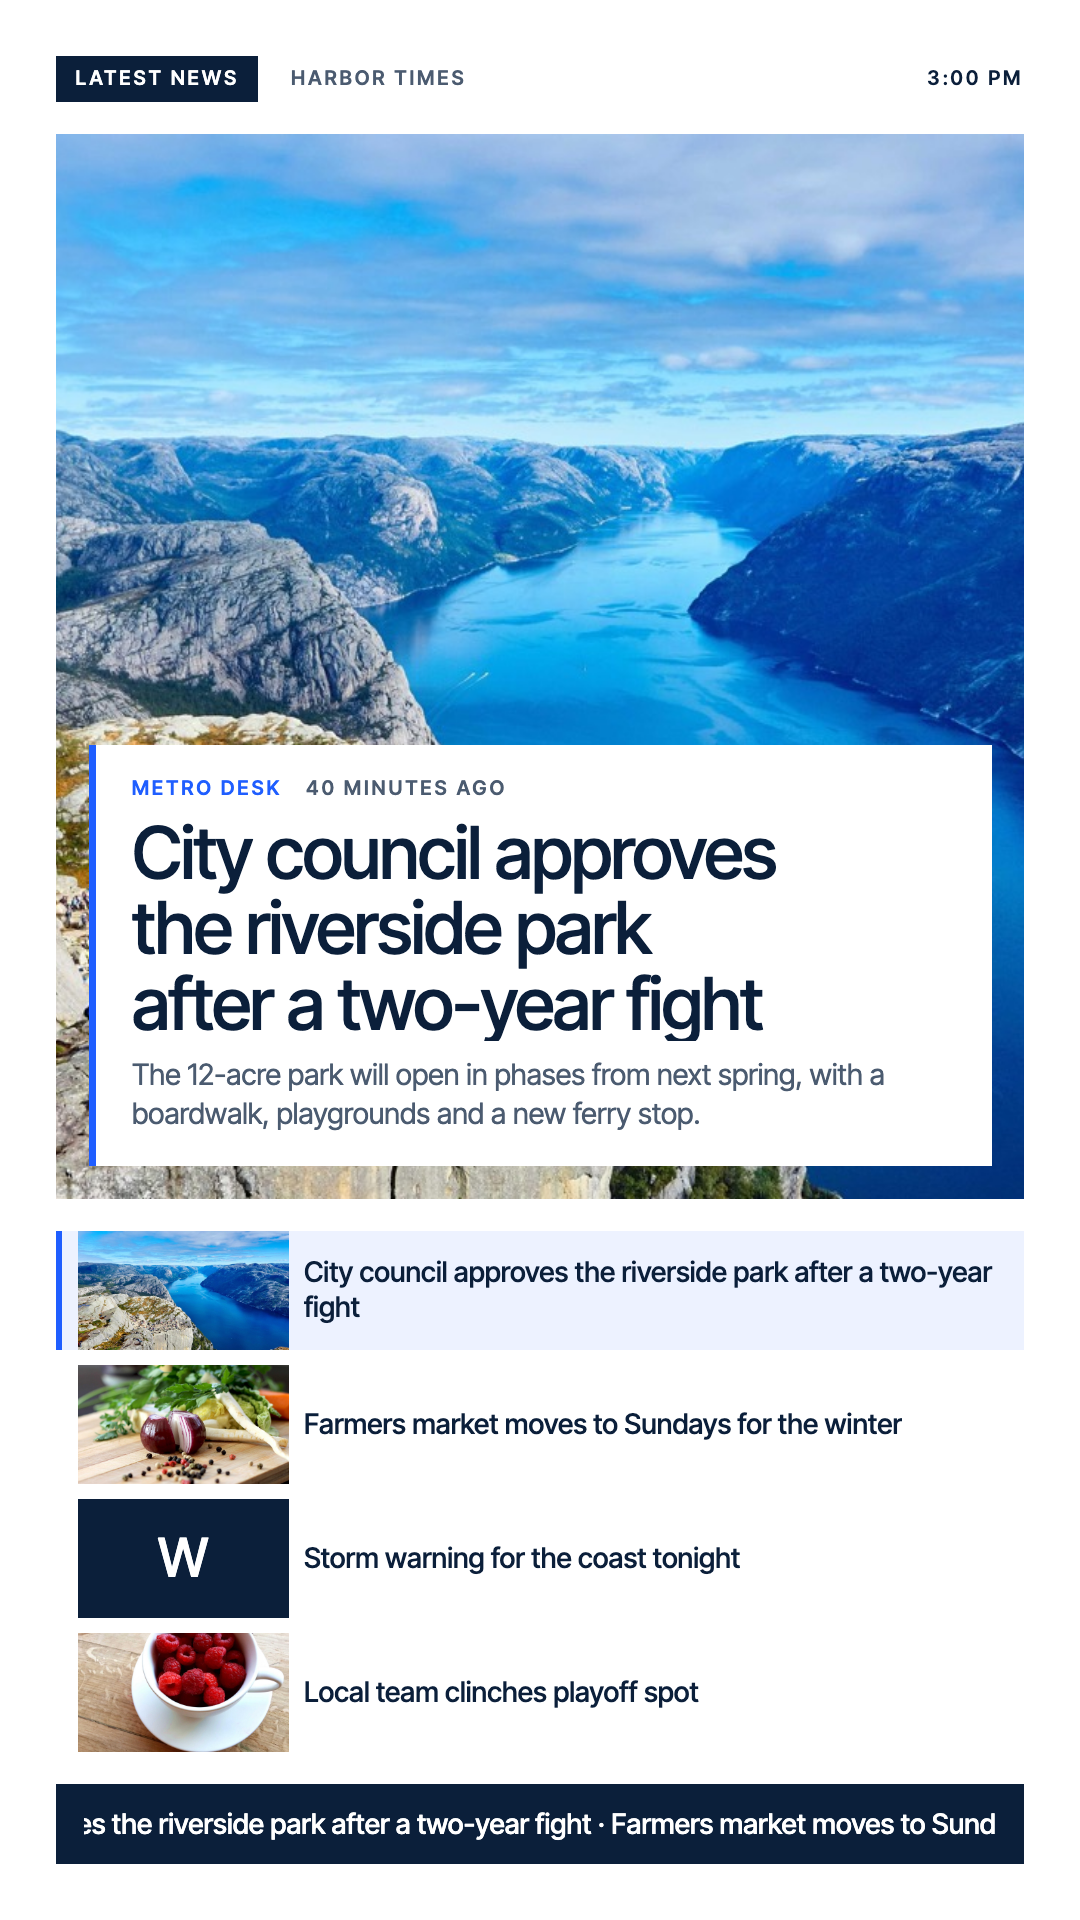 LATEST NEWS HARBOR TIMES 3:00 PM
METRO DESK 40 MINUTES AGO
City council approves
the riverside park
after a two-year fight
The 12-acre park will open in phases from next spring, with a
boardwalk, playgrounds and a new ferry stop.
City council approves the riverside park after a two-year
fight
Farmers market moves to Sundays for the winter
W
Storm warning for the coast tonight
Local team clinches playoff spot
es the riverside park after a two-year fight · Farmers market moves to Sund